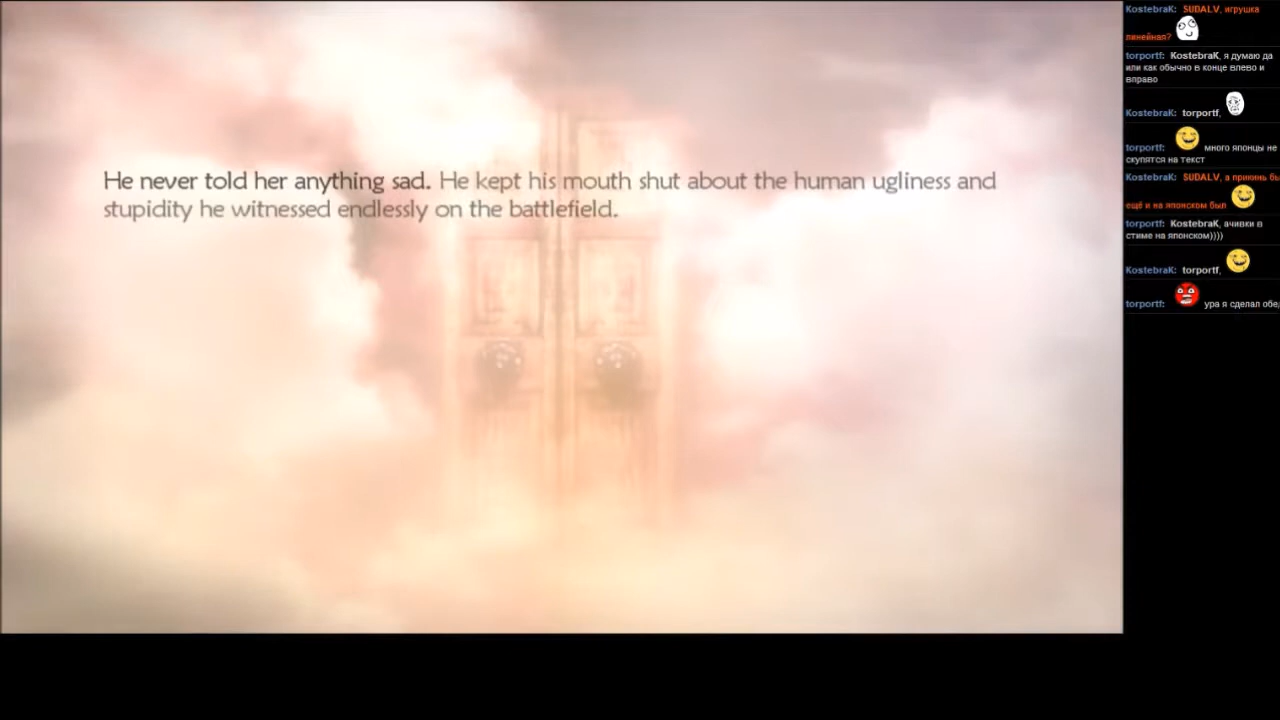 He never told her anything sad. He kept his mouth shut about the human ugliness and
stupidity he witnessed endlessly on the battlefield.
KostebraK: SUDALV, игрушка
линейная?
torportf: KostebraK, я думаю да
или как обычно в конце влево и
вправо
KostebraK: torportf,
torportf: много японцы не
скупятся на текст
KostebraK: SUDALV, а прикинь бы
ещё и на японском был
torportf: KostebraK, ачивки в
стиме на японском))))
KostebraK: torportf,
torportf: ура я сделал обе